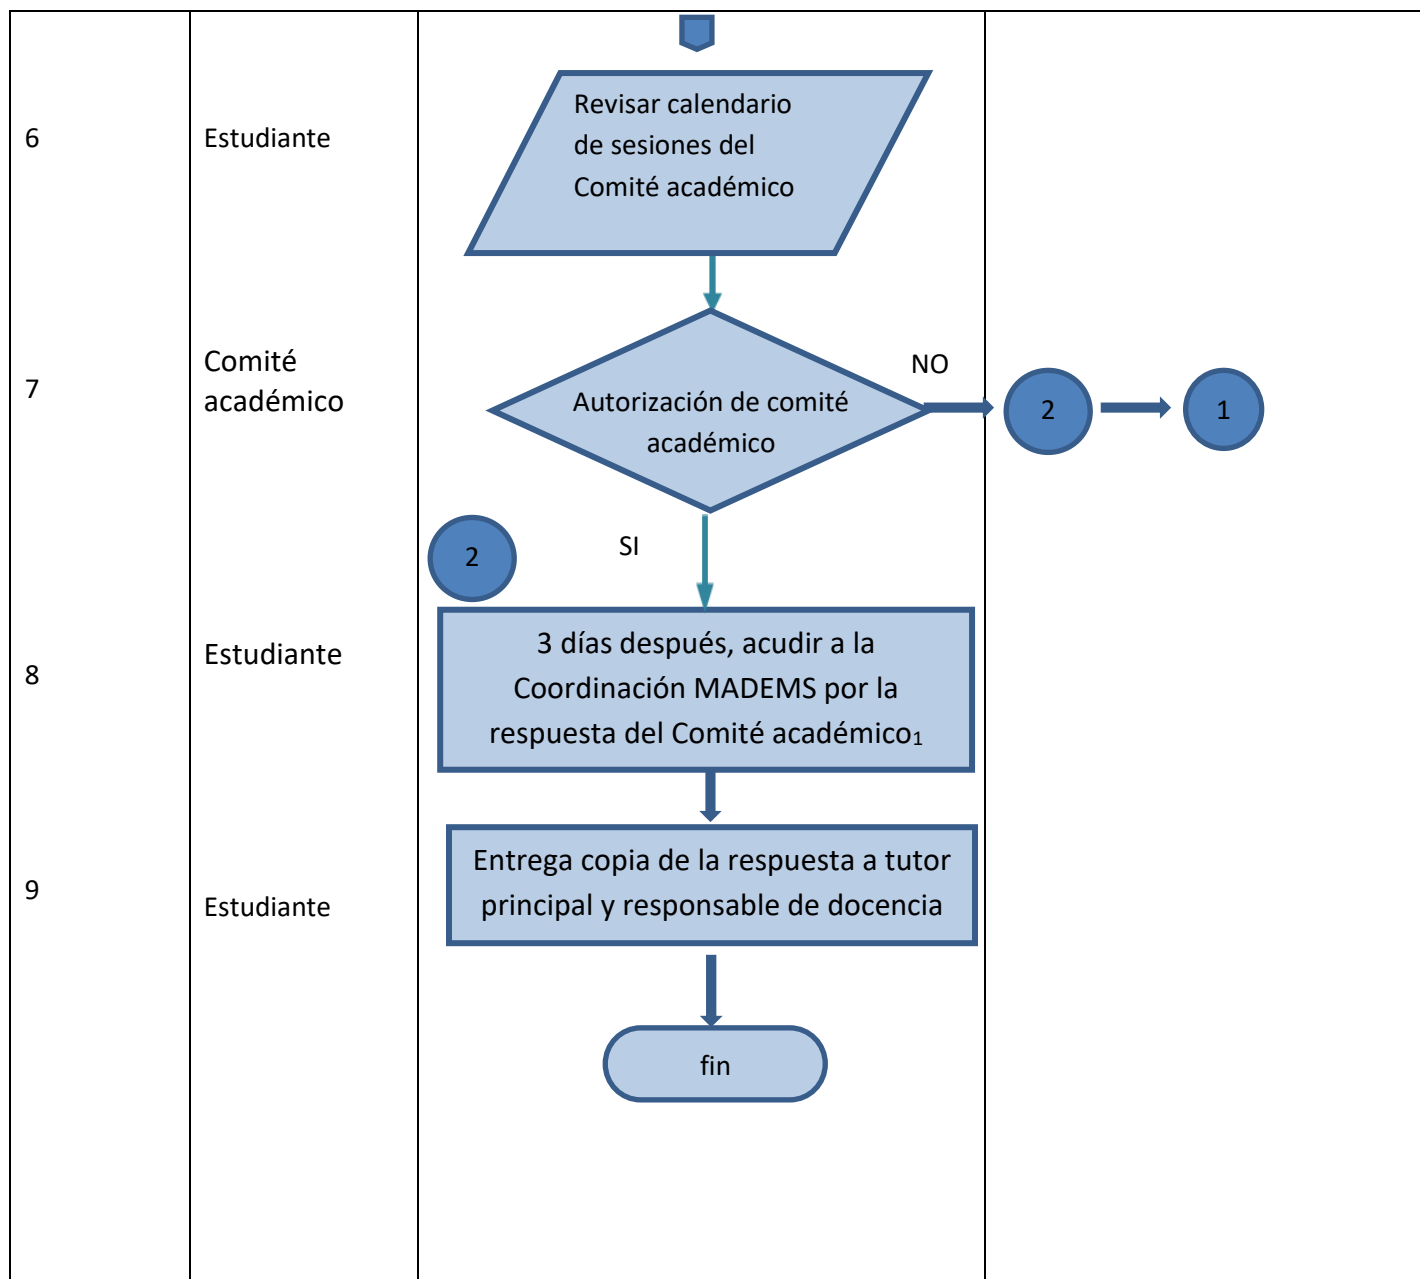 6
Estudiante
Revisar calendario
de sesiones del
Comité académico
7
Comité
académico
Autorización de comité
académico
NO
2
1
2
SI
8
Estudiante
3 días después, acudir a la
Coordinación MADEMS por la
respuesta del Comité académico1
9
Estudiante
Entrega copia de la respuesta a tutor
principal y responsable de docencia
fin